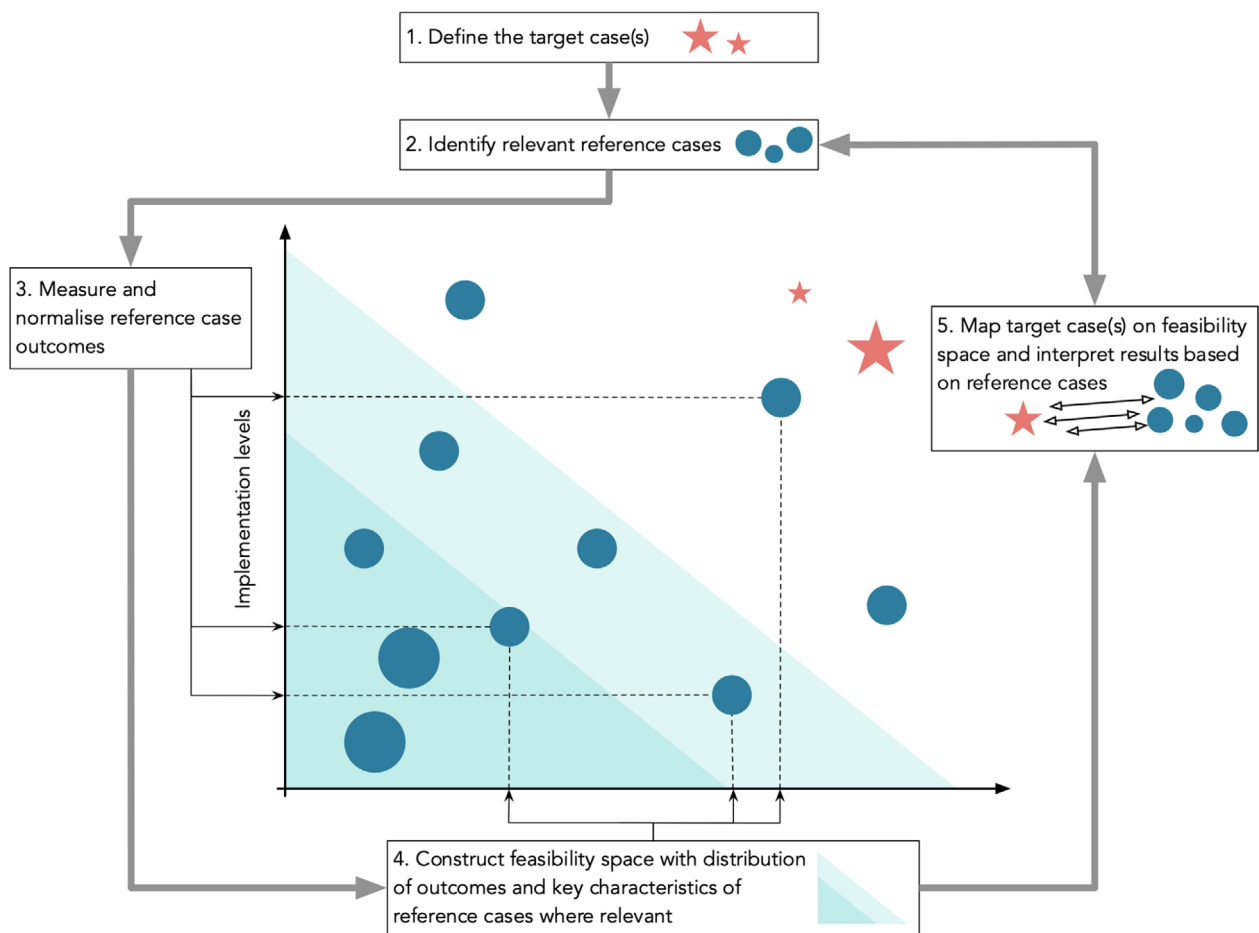 1. Define the target case(s)
2. Identify relevant reference cases
3. Measure and
normalise reference case
outcomes
Implementation levels
5. Map target case(s) on feasibility
space and interpret results based
on reference cases
4. Construct feasibility space with distribution
of outcomes and key characteristics of
reference cases where relevant